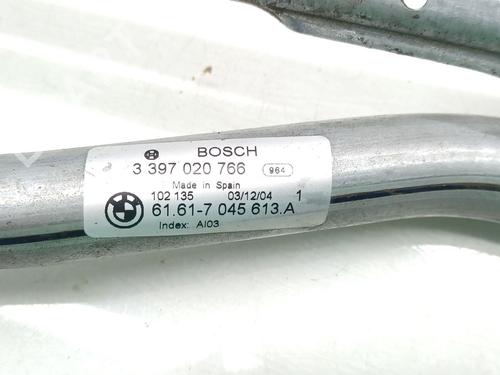 BOSCH
3 397 020 766 964
Made in Spain
102 135 03/12/04 1
61.61-7 045 613.A
Index: AI03